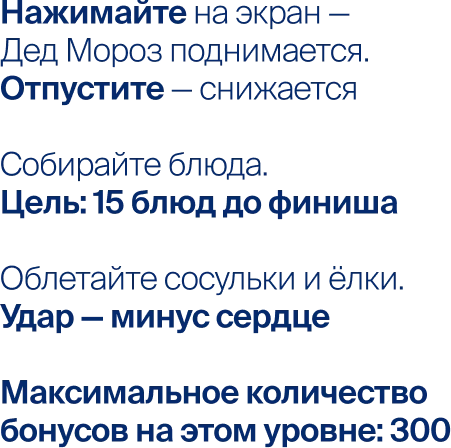 Нажимайте на экран —
Дед Мороз поднимается.
Отпустите — снижается
Собирайте блюда.
Цель: 15 блюд до финиша
Облетайте сосульки и ёлки.
Удар — минус сердце
Максимальное количество
бонусов на этом уровне: 300